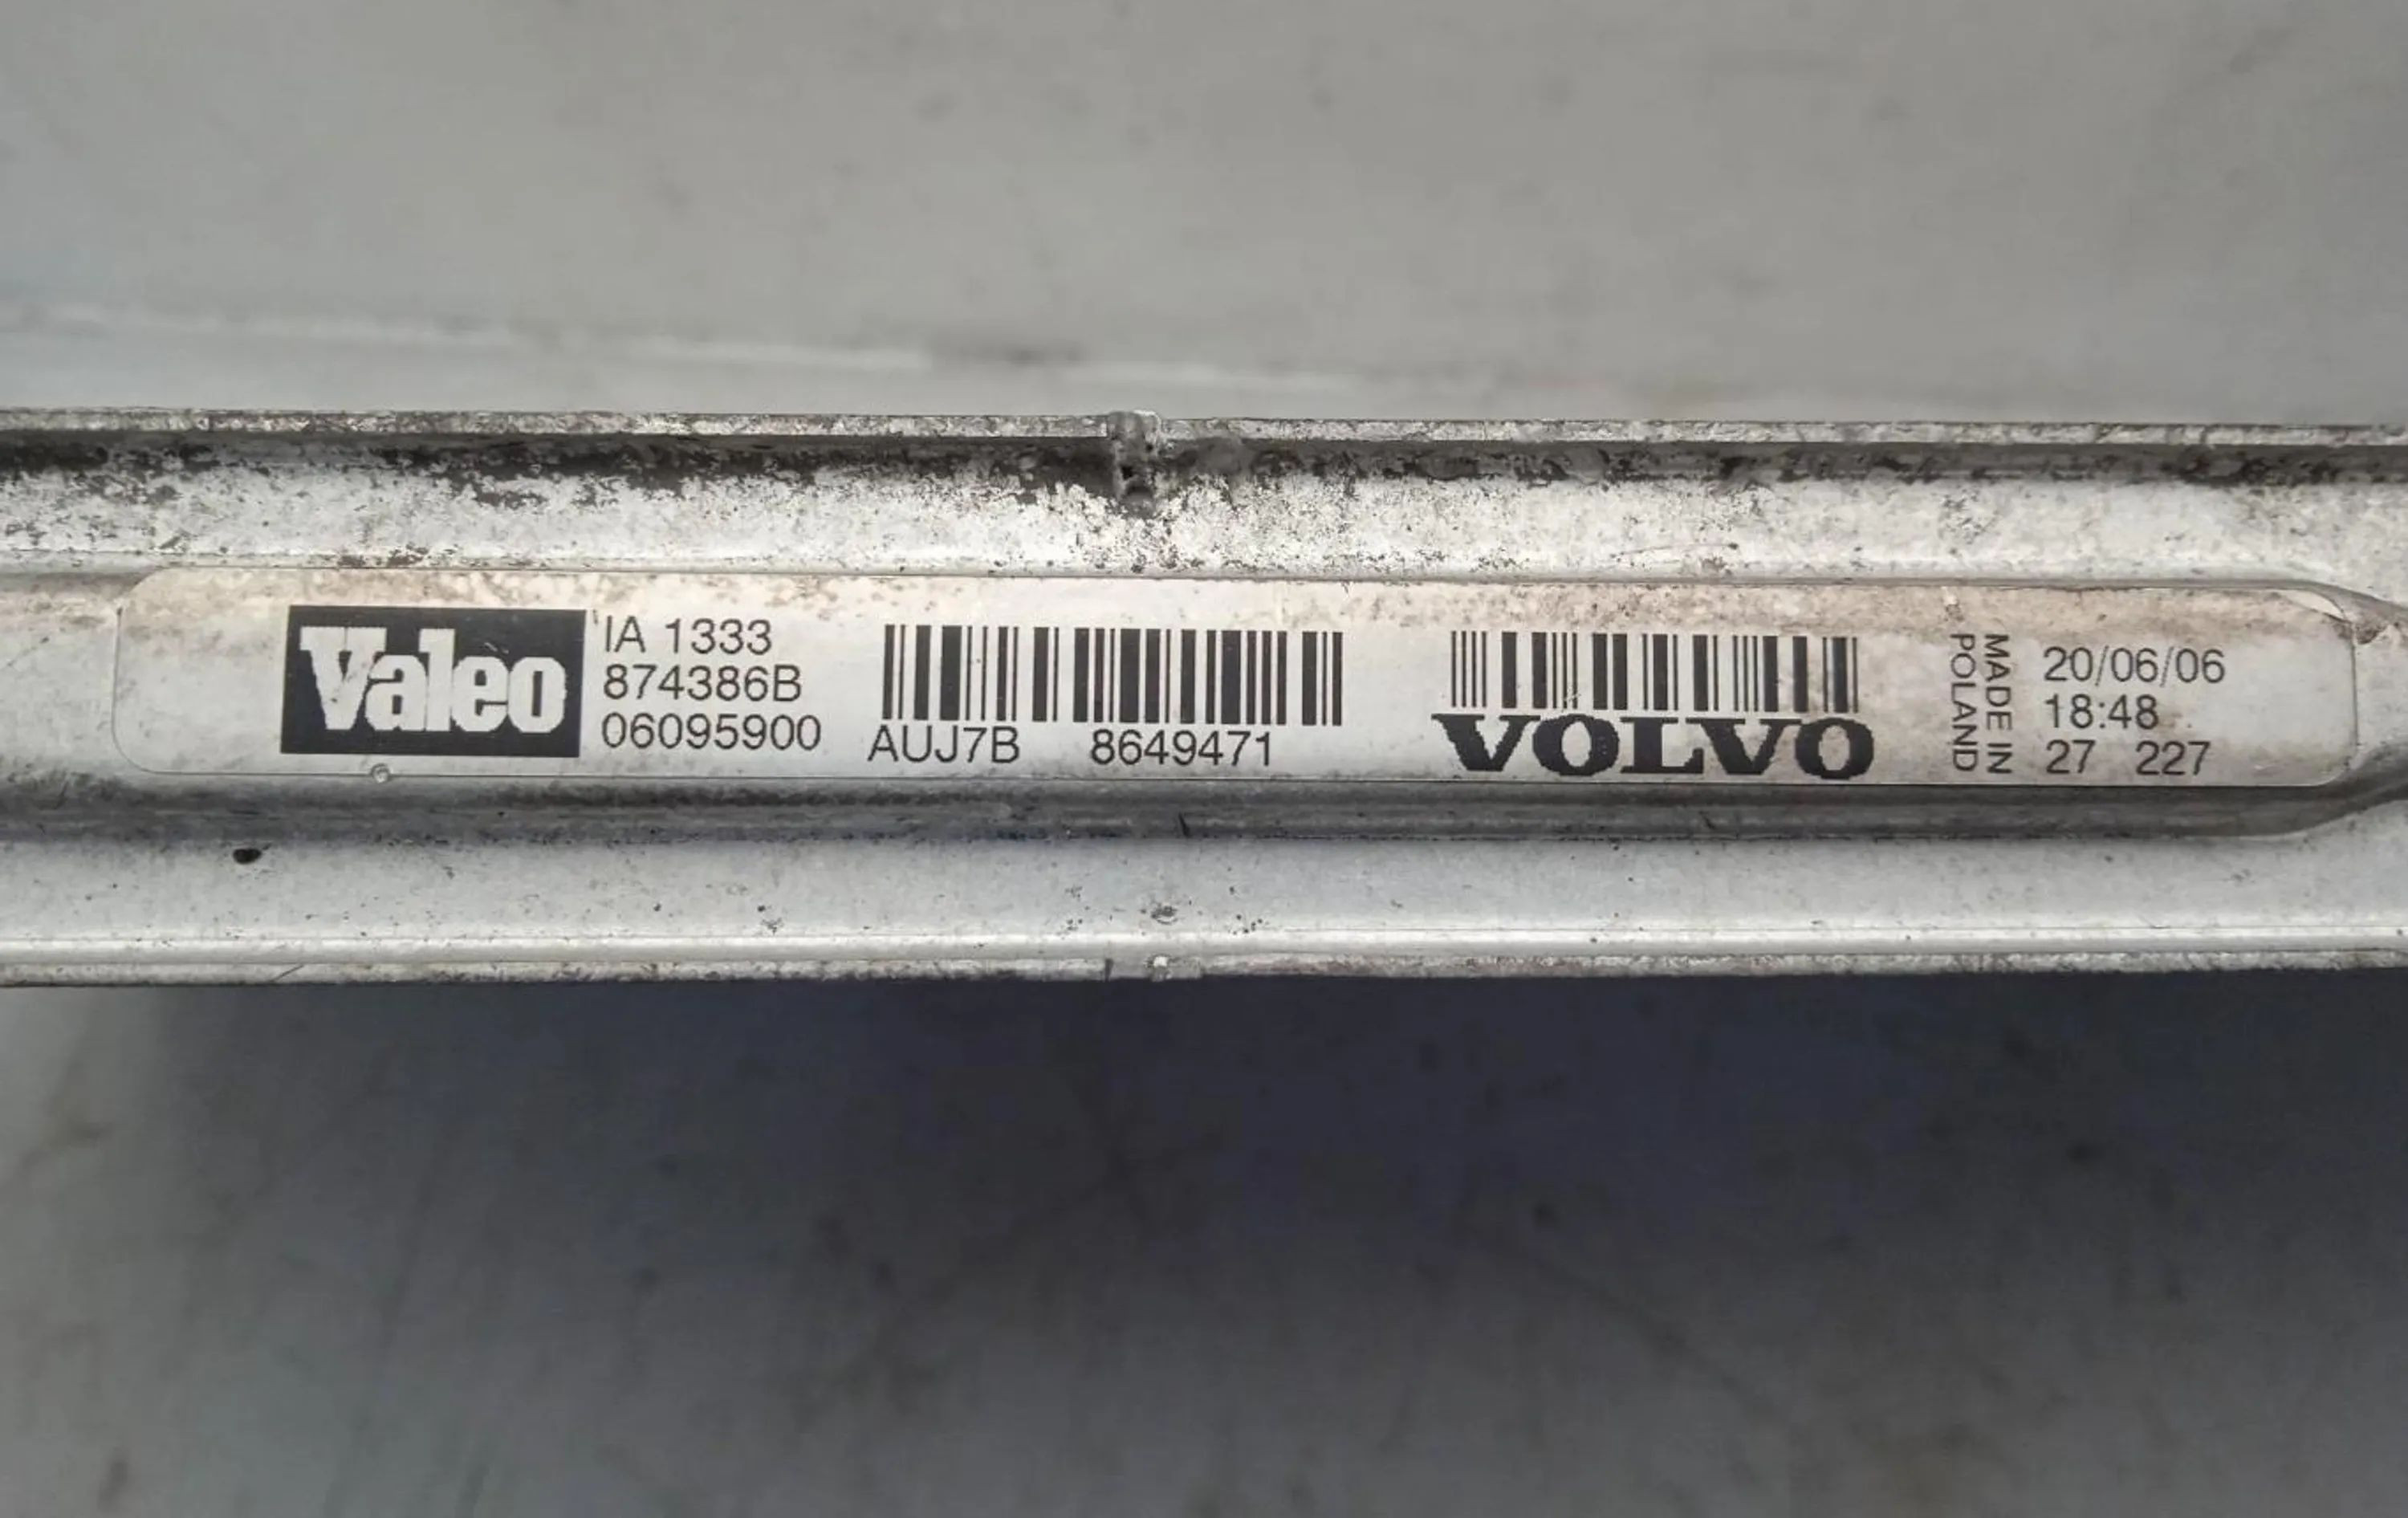 Valeo
IA 1333
874386B
06095900
AUJ7B 8649471
VOLVO
MADE IN
POLAND
20/06/06
18:48
27 227